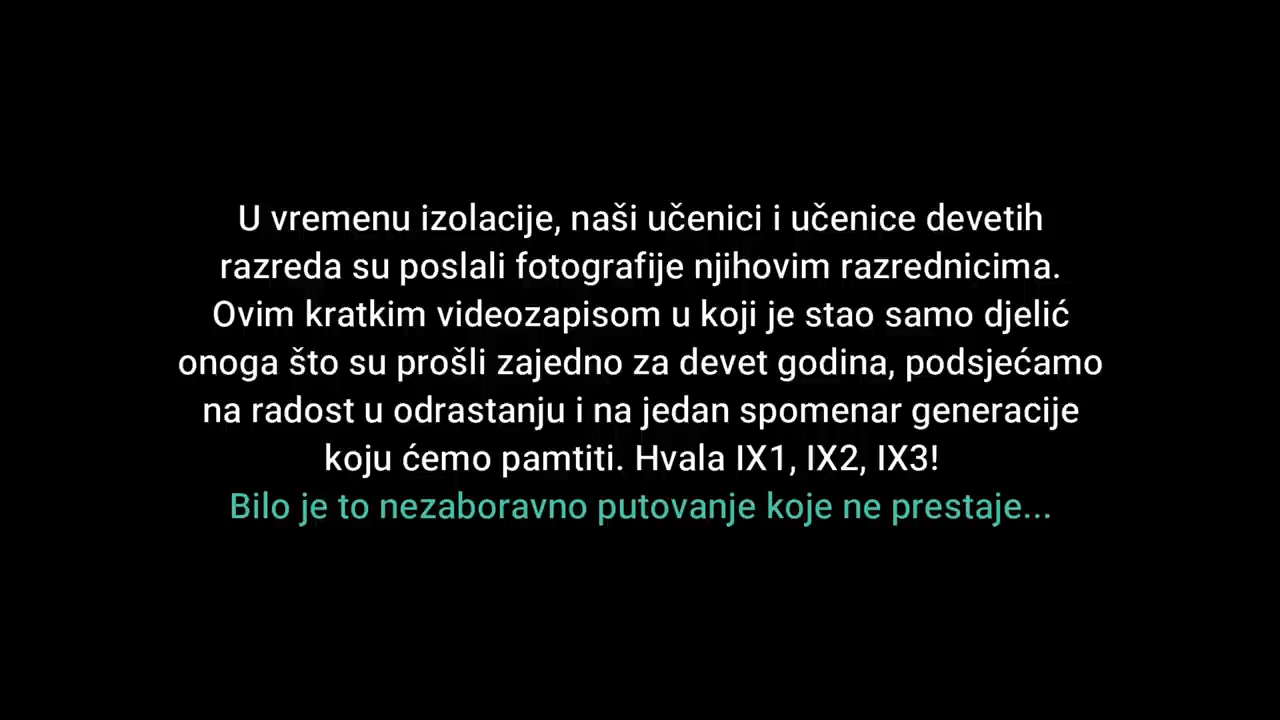 U vremenu izolacije, naši učenici i učenice devetih
razreda su poslali fotografije njihovim razrednicima.
Ovim kratkim videozapisom u koji je stao samo djelić
onoga što su prošli zajedno za devet godina, podsjećamo
na radost u odrastanju i na jedan spomenar generacije
koju ćemo pamtiti. Hvala IX1, IX2, IX3!
Bilo je to nezaboravno putovanje koje ne prestaje...